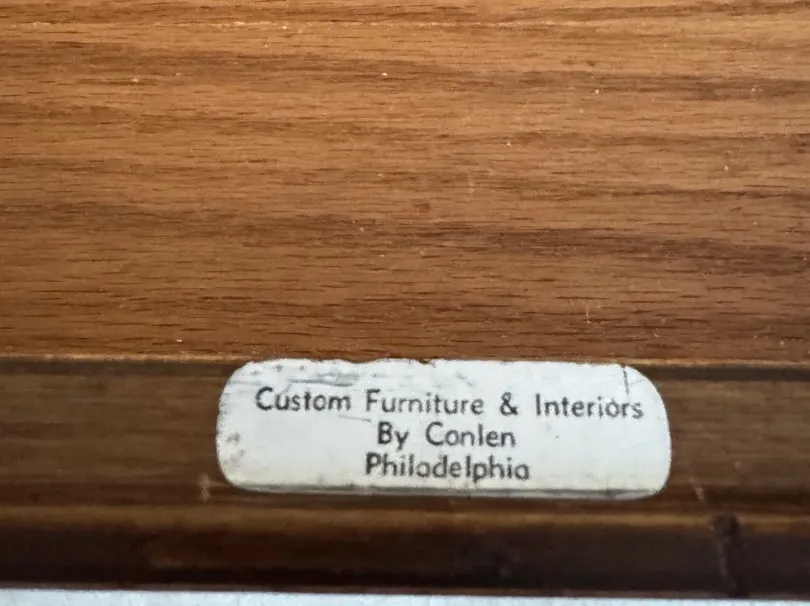 Custom Furniture & Interiors
By Conlen
Philadelphia